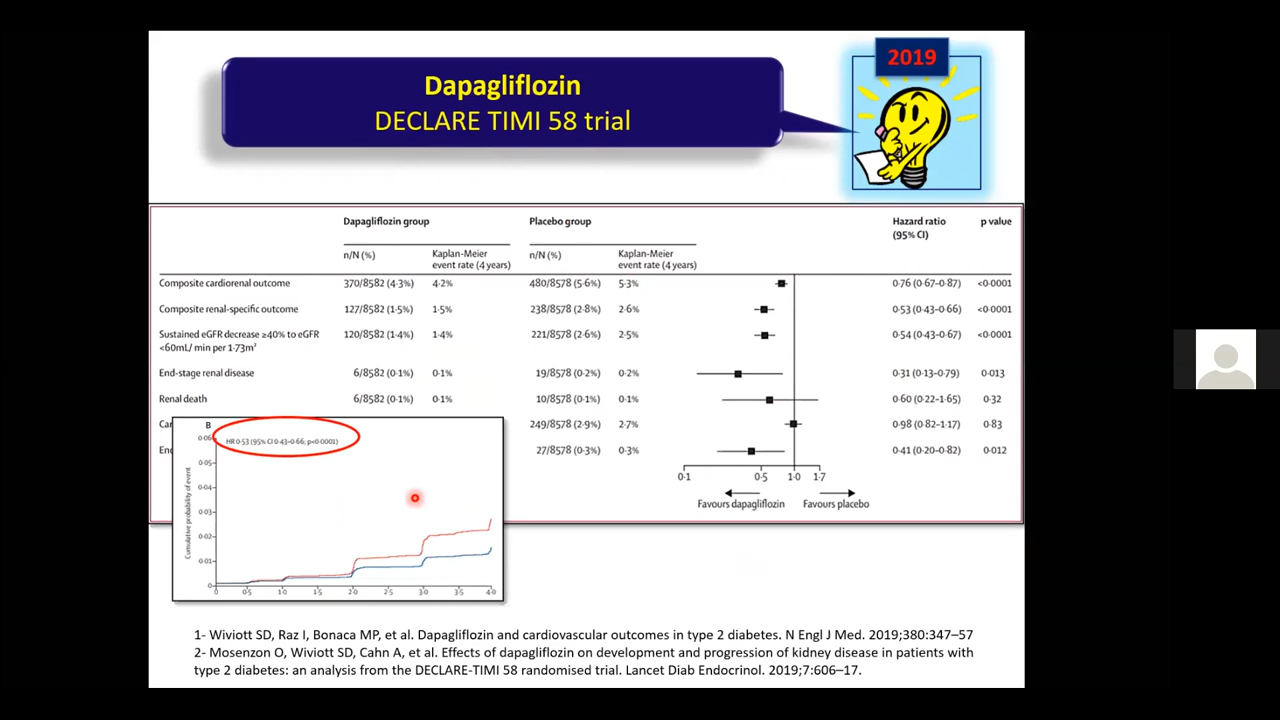 2019
Dapagliflozin
DECLARE TIMI 58 trial
Dapagliflozin group Placebo group Hazard ratio (95% CI) p value
n/N (%) Kaplan-Meier event rate (4 years) n/N (%) Kaplan-Meier event rate (4 years)
Composite cardiorenal outcome 370/8582 (4·3%) 4·2% 480/8578 (5·6%) 5·3% 0·76 (0·67–0·87) <0·0001
Composite renal-specific outcome 127/8582 (1·5%) 1·5% 238/8578 (2·8%) 2·6% 0·53 (0·43–0·66) <0·0001
Sustained eGFR decrease ≥40% to eGFR 120/8582 (1·4%) 1·4% 221/8578 (2·6%) 2·5% 0·54 (0·43–0·67) <0·0001
<60mL/ min per 1·73m²
End-stage renal disease 6/8582 (0·1%) 0·1% 19/8578 (0·2%) 0·2% 0·31 (0·13–0·79) 0·013
Renal death 6/8582 (0·1%) 0·1% 10/8578 (0·1%) 0·1% 0·60 (0·22–1·65) 0·32
249/8578 (2·9%) 2·7% 0·98 (0·82–1·17) 0·83
27/8578 (0·3%) 0·3% 0·41 (0·20–0·82) 0·012
0·1 0·5 1·0 1·7
Favours dapagliflozin Favours placebo
B
HR 0·53 (95% CI 0·43–0·66; p<0·0001)
Cumulative probability of event
0·06
0·05
0·04
0·03
0·02
0·01
0
0 0·5 1·0 1·5 2·0 2·5 3·0 3·5 4·0
1- Wiviott SD, Raz I, Bonaca MP, et al. Dapagliflozin and cardiovascular outcomes in type 2 diabetes. N Engl J Med. 2019;380:347–57
2- Mosenzon O, Wiviott SD, Cahn A, et al. Effects of dapagliflozin on development and progression of kidney disease in patients with
type 2 diabetes: an analysis from the DECLARE-TIMI 58 randomised trial. Lancet Diab Endocrinol. 2019;7:606–17.